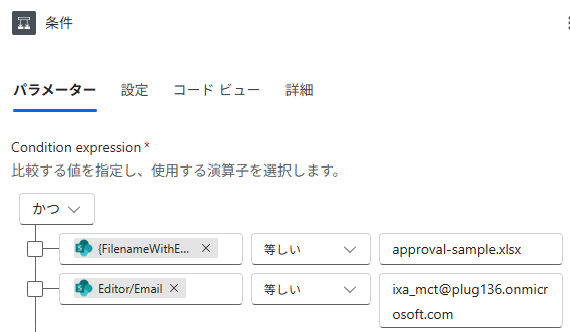 条件
パラメーター 設定 コード ビュー 詳細
Condition expression *
比較する値を指定し、使用する演算子を選択します。
かつ
{FilenameWithE... × 等しい approval-sample.xlsx
Editor/Email × 等しい ixa_mct@plug136.onmicr
osoft.com